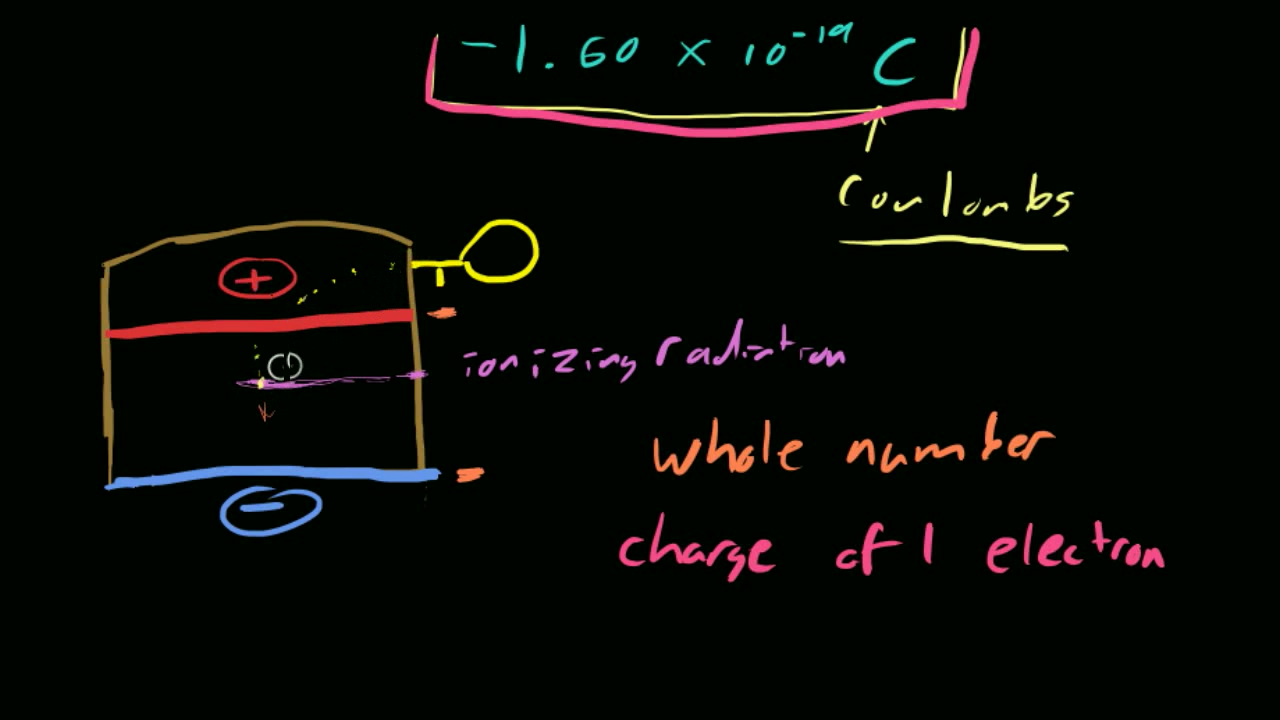 -1.60 x 10⁻¹⁹ C
Coulombs
+
ionizing radiation
whole number
-
charge of 1 electron